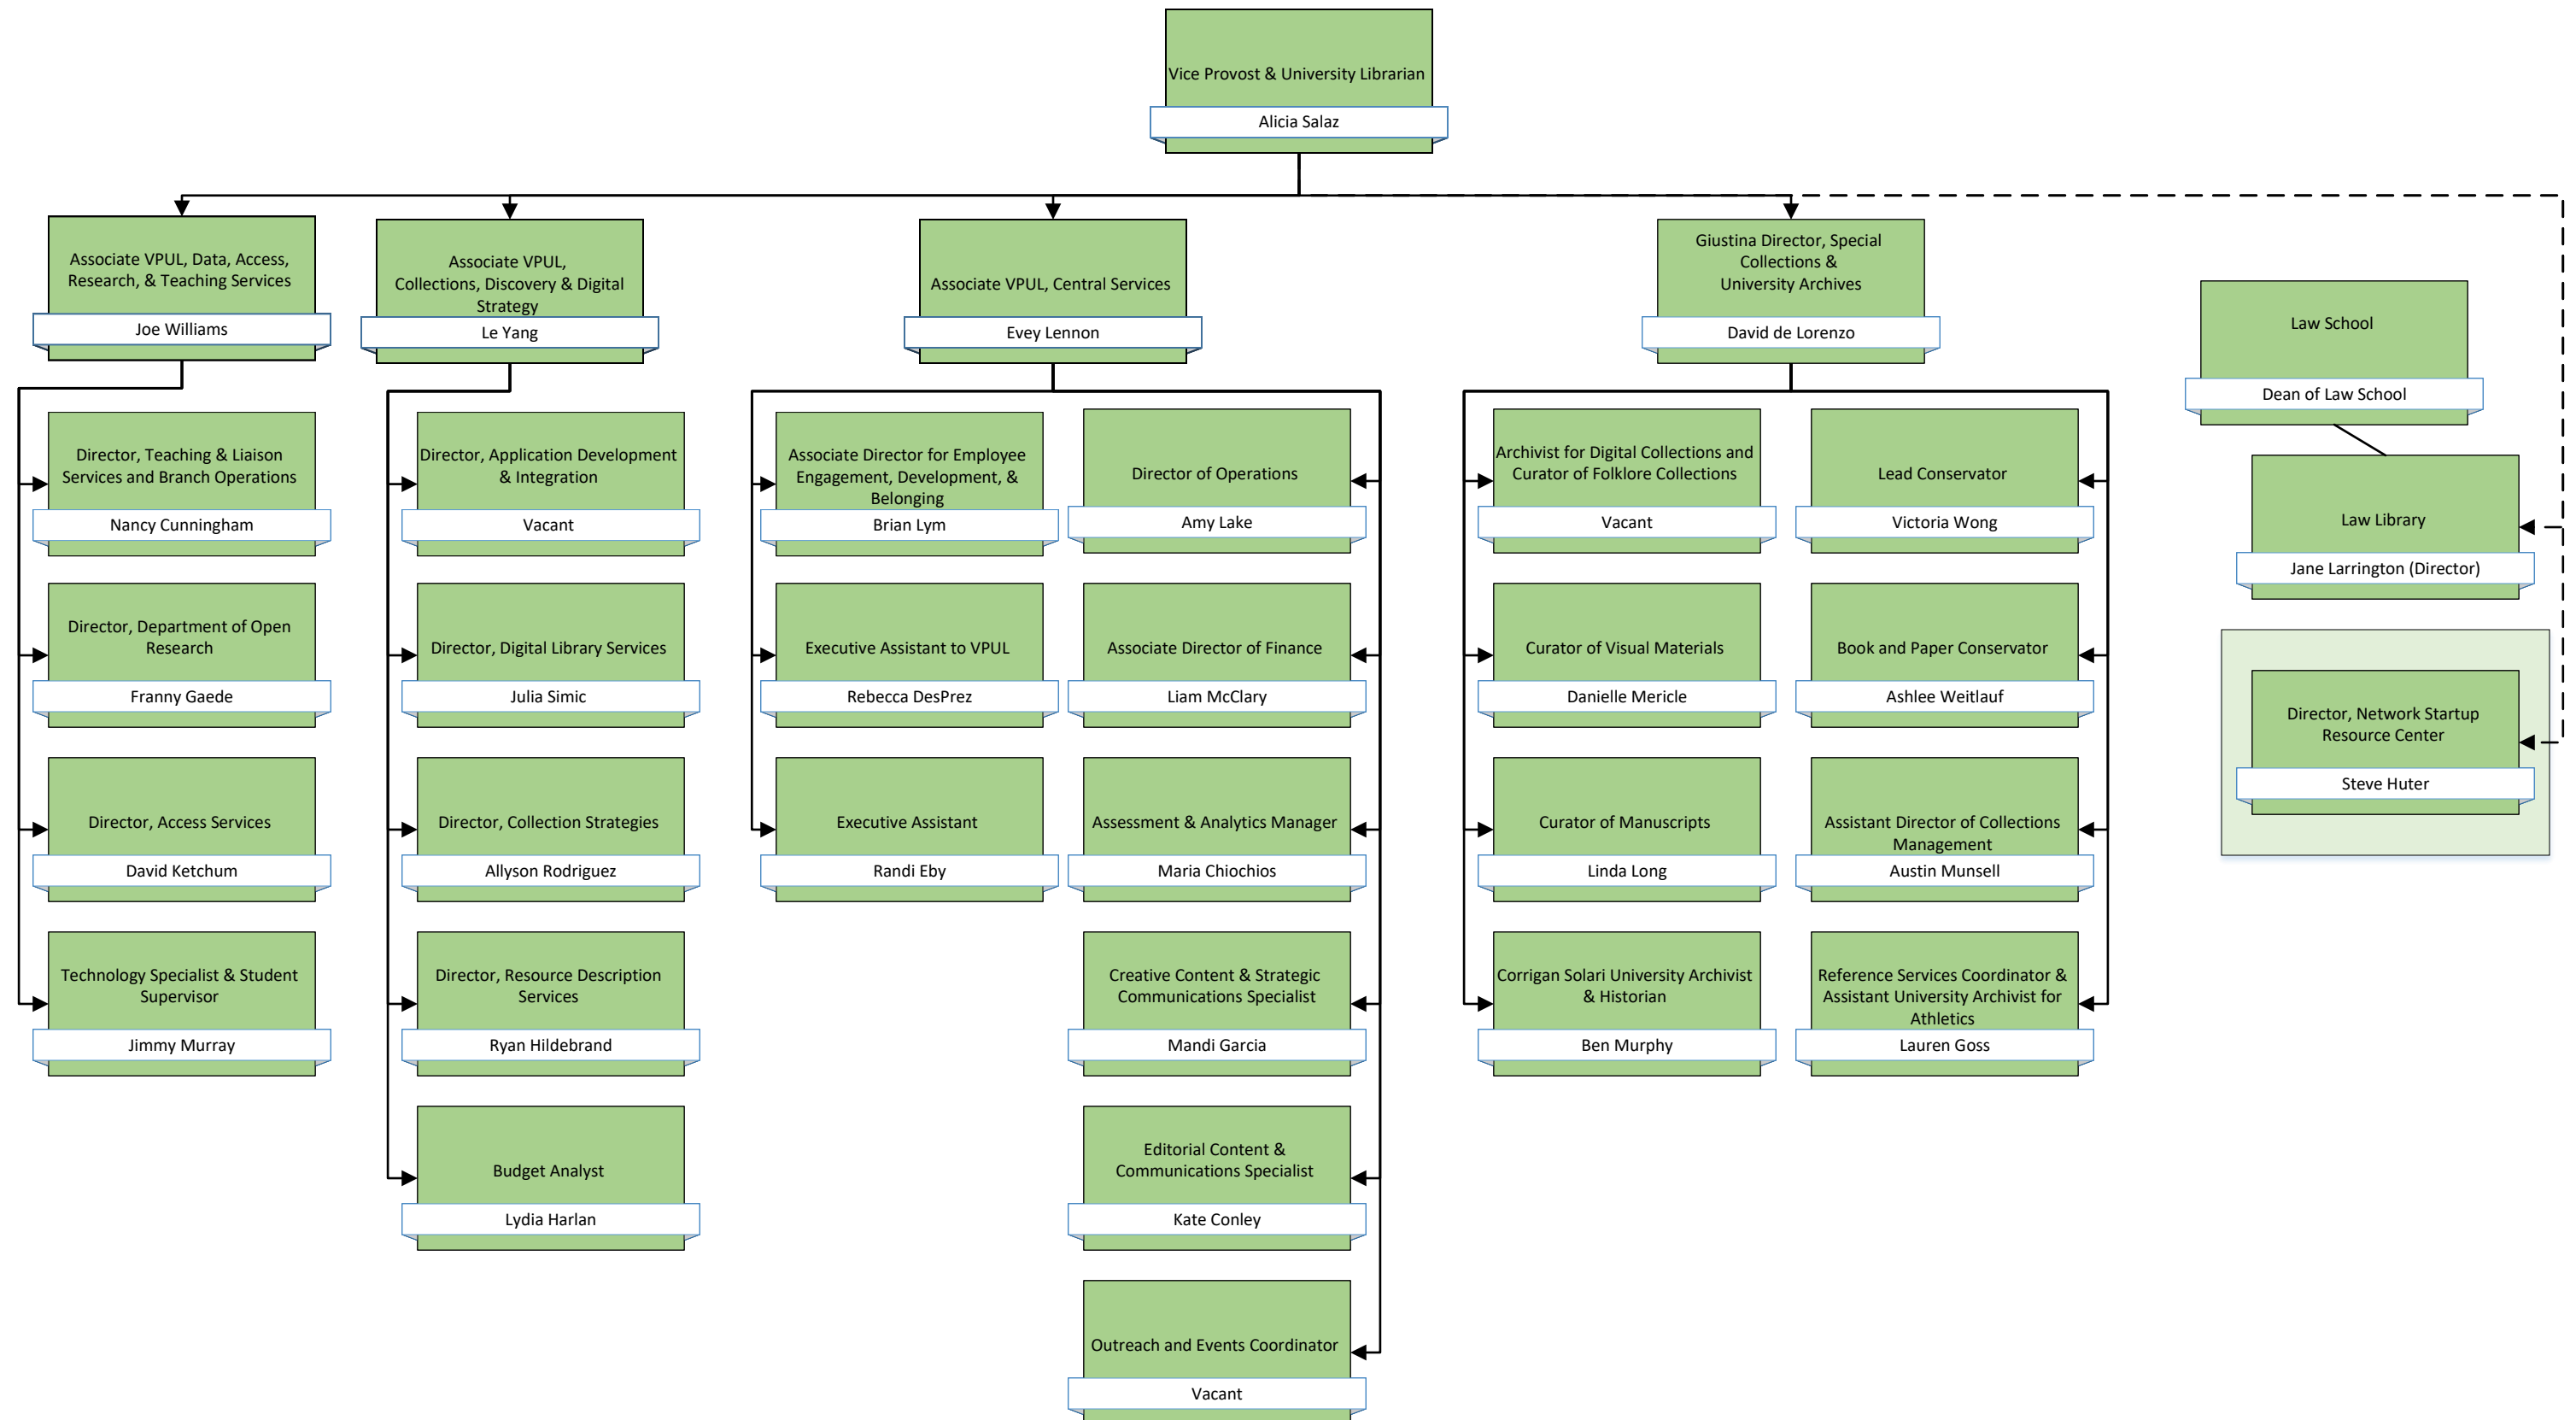 Vice Provost & University Librarian
Alicia Salaz
Associate VPUL, Data, Access,
Research, & Teaching Services
Joe Williams
Associate VPUL,
Collections, Discovery & Digital
Strategy
Le Yang
Associate VPUL, Central Services
Evey Lennon
Giustina Director, Special
Collections &
University Archives
David de Lorenzo
Law School
Dean of Law School
Law Library
Jane Larrington (Director)
Director, Network Startup
Resource Center
Steve Huter
Director, Teaching & Liaison
Services and Branch Operations
Nancy Cunningham
Director, Department of Open
Research
Franny Gaede
Director, Access Services
David Ketchum
Technology Specialist & Student
Supervisor
Jimmy Murray
Director, Application Development
& Integration
Vacant
Director, Digital Library Services
Julia Simic
Director, Collection Strategies
Allyson Rodriguez
Director, Resource Description
Services
Ryan Hildebrand
Budget Analyst
Lydia Harlan
Associate Director for Employee
Engagement, Development, &
Belonging
Brian Lym
Executive Assistant to VPUL
Rebecca DesPrez
Executive Assistant
Randi Eby
Director of Operations
Amy Lake
Associate Director of Finance
Liam McClary
Assessment & Analytics Manager
Maria Chiochios
Creative Content & Strategic
Communications Specialist
Mandi Garcia
Editorial Content &
Communications Specialist
Kate Conley
Outreach and Events Coordinator
Vacant
Archivist for Digital Collections and
Curator of Folklore Collections
Vacant
Curator of Visual Materials
Danielle Mericle
Curator of Manuscripts
Linda Long
Corrigan Solari University Archivist
& Historian
Ben Murphy
Lead Conservator
Victoria Wong
Book and Paper Conservator
Ashlee Weitlauf
Assistant Director of Collections
Management
Austin Munsell
Reference Services Coordinator &
Assistant University Archivist for
Athletics
Lauren Goss